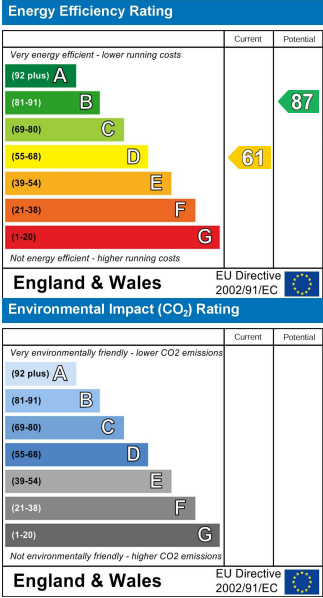 Energy Efficiency Rating
Current Potential
Very energy efficient - lower running costs
(92 plus) A
(81-91) B
87
(69-80) C
(55-68) D
61
(39-54) E
(21-38) F
(1-20) G
Not energy efficient - higher running costs
England & Wales
EU Directive
2002/91/EC
Environmental Impact (CO₂) Rating
Current Potential
Very environmentally friendly - lower CO2 emissions
(92 plus) A
(81-91) B
(69-80) C
(55-68) D
(39-54) E
(21-38) F
(1-20) G
Not environmentally friendly - higher CO2 emissions
England & Wales
EU Directive
2002/91/EC